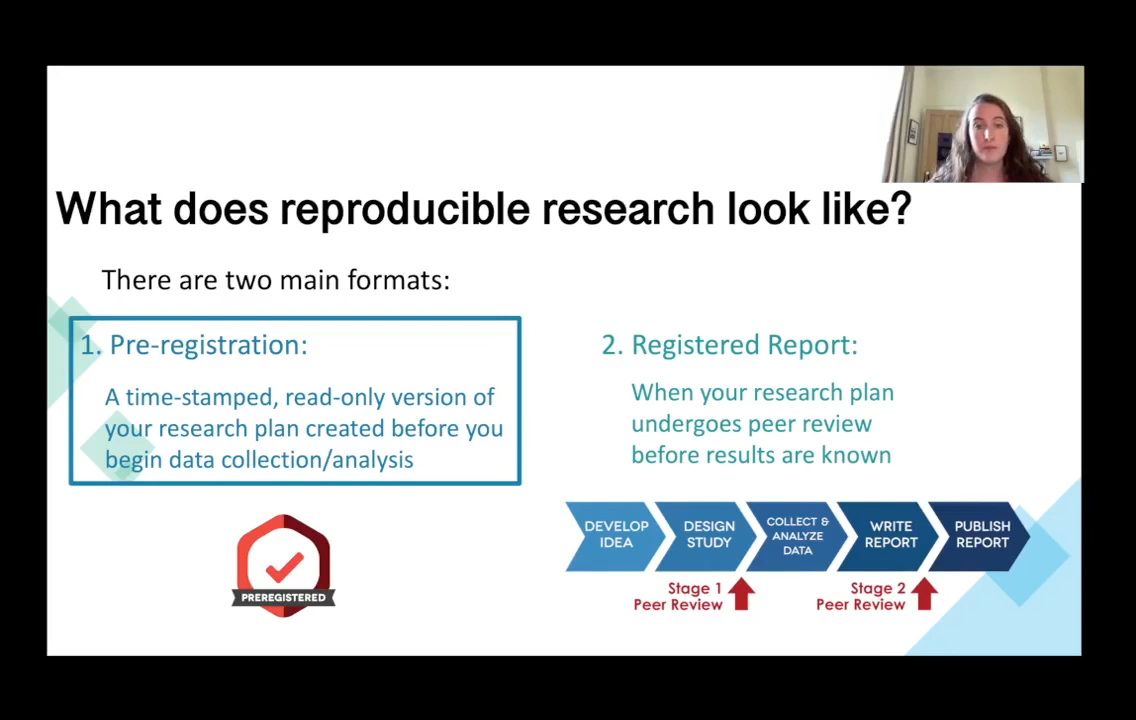 What does reproducible research look like?
There are two main formats:
1. Pre-registration:
A time-stamped, read-only version of
your research plan created before you
begin data collection/analysis
PREREGISTERED
2. Registered Report:
When your research plan
undergoes peer review
before results are known
DEVELOP
IDEA
DESIGN
STUDY
COLLECT &
ANALYZE
DATA
WRITE
REPORT
PUBLISH
REPORT
Stage 1
Peer Review
Stage 2
Peer Review